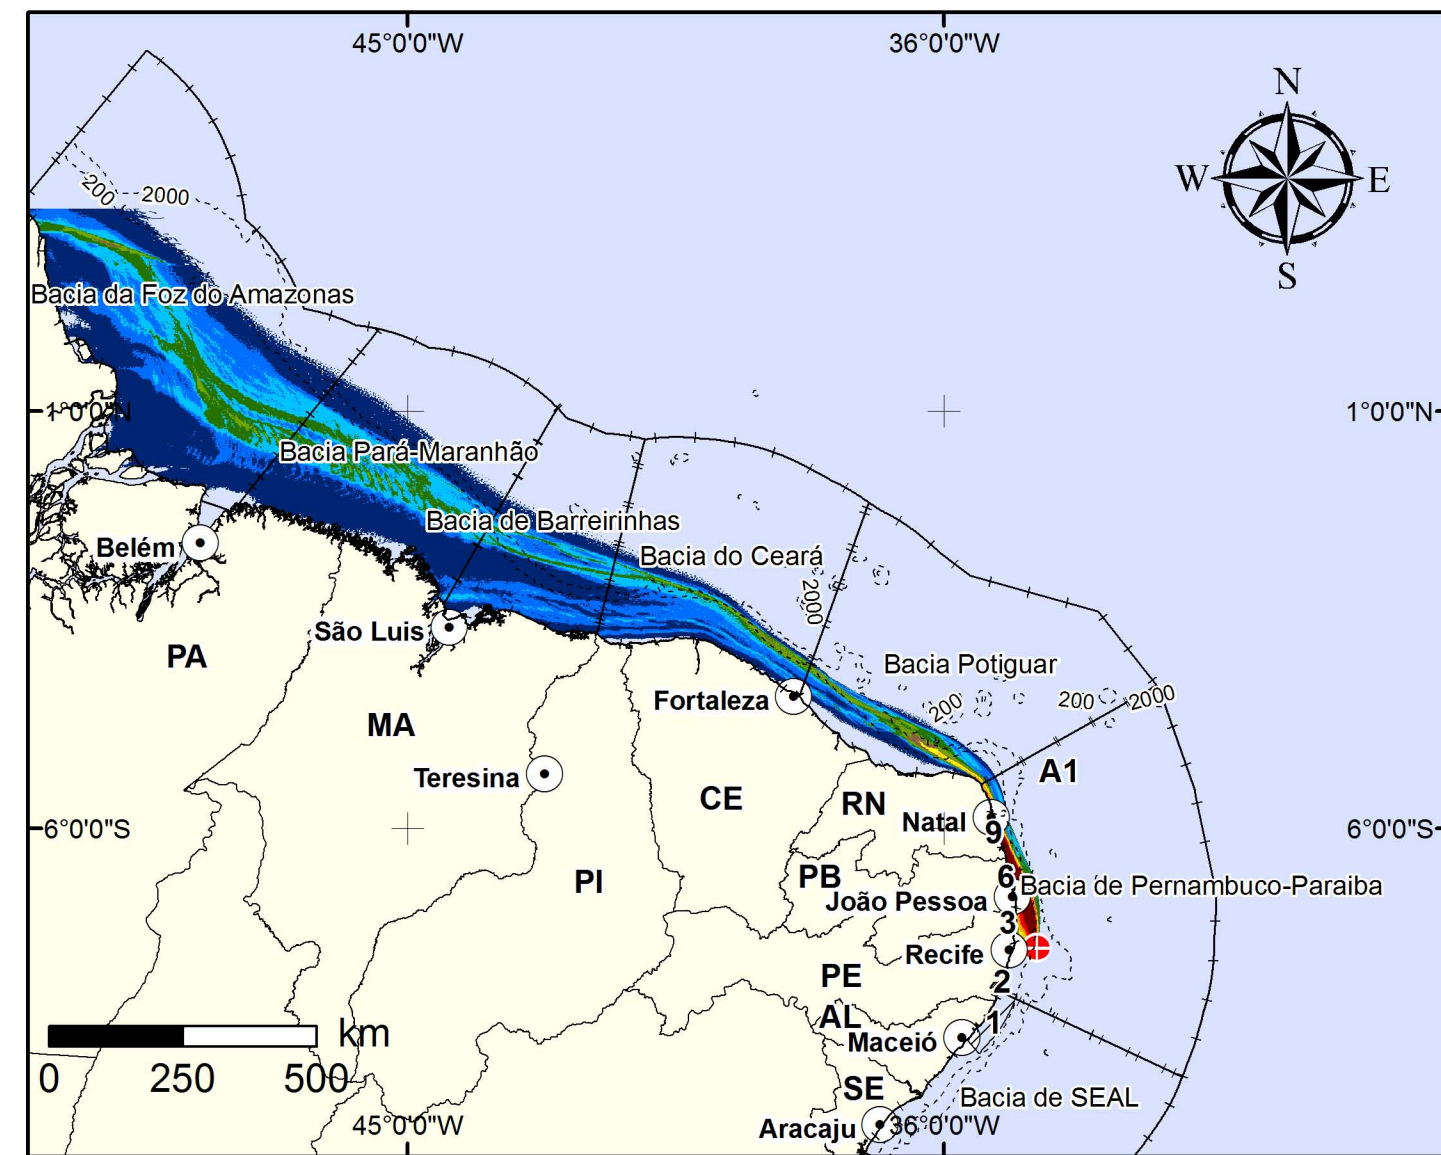 45°0'0"W
36°0'0"W
N
W
E
S
200
2000
Bacia da Foz do Amazonas
1°0'0"N
1°0'0"N
Bacia Pará-Maranhão
Bacia de Barreirinhas
Belém
Bacia do Ceará
2000
São Luis
PA
Bacia Potiguar
Fortaleza
200
200
2000
MA
A1
Teresina
CE
RN
Natal
9
6°0'0"S
6°0'0"S
PI
PB
6
Bacia de Pernambuco-Paraiba
João Pessoa
3
Recife
PE
2
AL
1
km
Maceió
0
250
500
SE
Bacia de SEAL
45°0'0"W
Aracaju
36°0'0"W